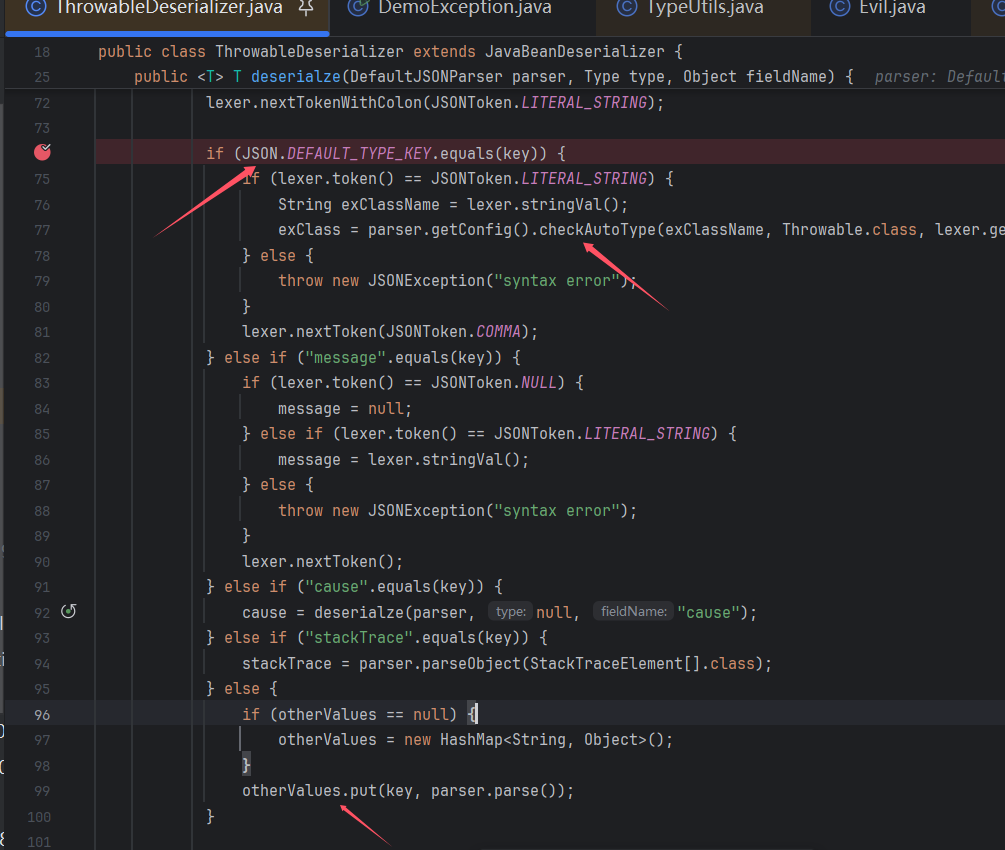 ThrowableDeserializer.java DemoException.java TypeUtils.java Evil.java
18 public class ThrowableDeserializer extends JavaBeanDeserializer {
25 public <T> T deserialze(DefaultJSONParser parser, Type type, Object fieldName) { parser:
72 lexer.nextTokenWithColon(JSONToken.LITERAL_STRING);
73
if (JSON.DEFAULT_TYPE_KEY.equals(key)) {
75 if (lexer.token() == JSONToken.LITERAL_STRING) {
76 String exClassName = lexer.stringVal();
77 exClass = parser.getConfig().checkAutoType(exClassName, Throwable.class, lexer.ge
78 } else {
79 throw new JSONException("syntax error");
80 }
81 lexer.nextToken(JSONToken.COMMA);
82 } else if ("message".equals(key)) {
83 if (lexer.token() == JSONToken.NULL) {
84 message = null;
85 } else if (lexer.token() == JSONToken.LITERAL_STRING) {
86 message = lexer.stringVal();
87 } else {
88 throw new JSONException("syntax error");
89 }
90 lexer.nextToken();
91 } else if ("cause".equals(key)) {
92 cause = deserialze(parser, type: null, fieldName: "cause");
93 } else if ("stackTrace".equals(key)) {
94 stackTrace = parser.parseObject(StackTraceElement[].class);
95 } else {
96 if (otherValues == null) {
97 otherValues = new HashMap<String, Object>();
98 }
99 otherValues.put(key, parser.parse());
100 }
101